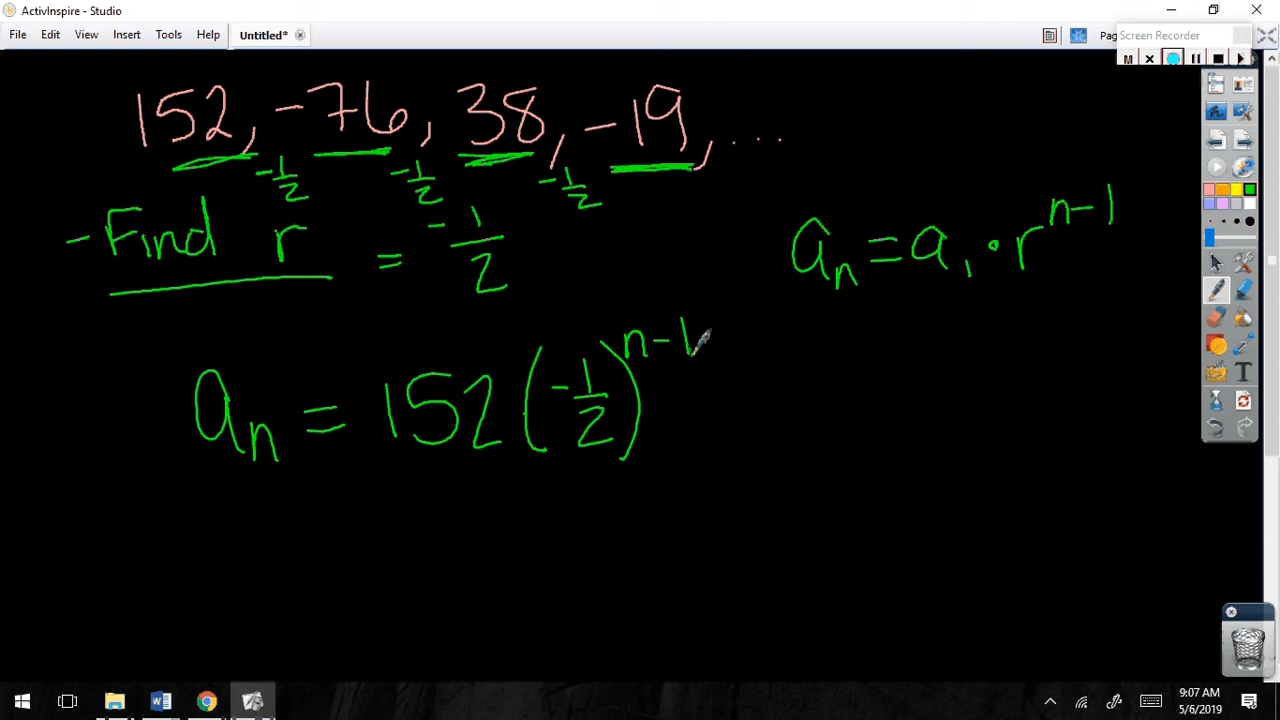 ActivInspire - Studio
File Edit View Insert Tools Help Untitled* Pag Screen Recorder
152, -76, 38, -19, ...
-1/2 -1/2 -1/2
-Find r = -1/2
aₙ = a₁ · rⁿ⁻¹
aₙ = 152(-1/2)ⁿ⁻¹
9:07 AM
5/6/2019